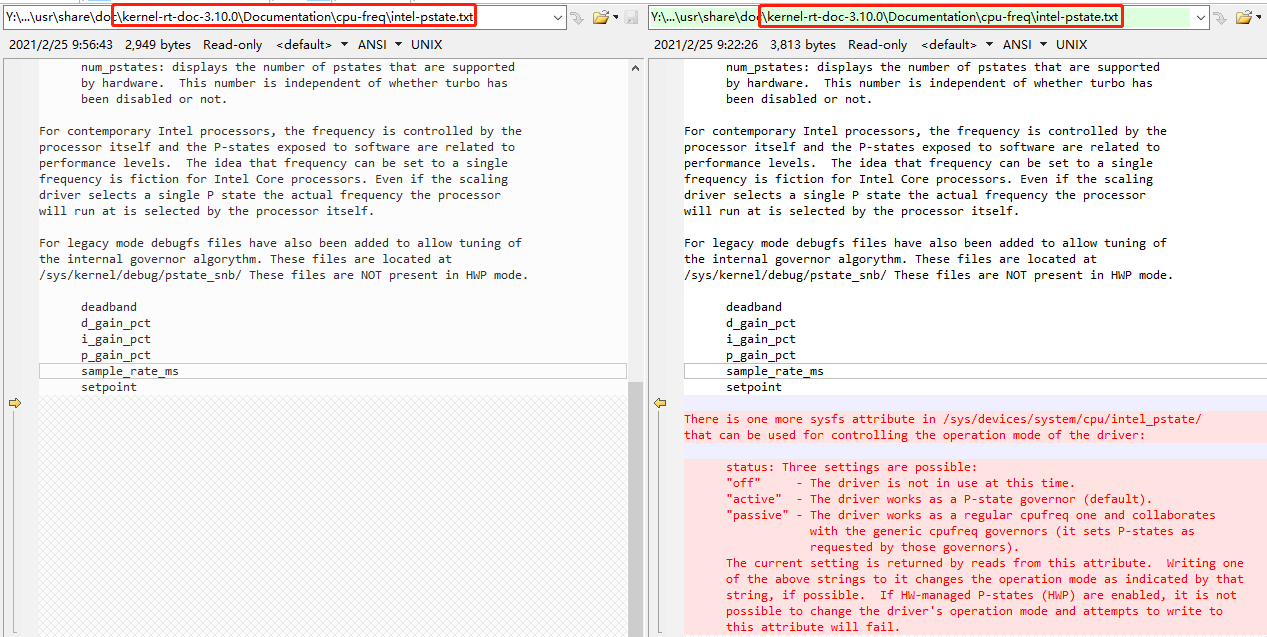 Y:\...\usr\share\doc\kernel-rt-doc-3.10.0\Documentation\cpu-freq\intel-pstate.txt
2021/2/25 9:56:43 2,949 bytes Read-only <default> ANSI UNIX
num_pstates: displays the number of pstates that are supported
by hardware.  This number is independent of whether turbo has
been disabled or not.
For contemporary Intel processors, the frequency is controlled by the
processor itself and the P-states exposed to software are related to
performance levels.  The idea that frequency can be set to a single
frequency is fiction for Intel Core processors. Even if the scaling
driver selects a single P state the actual frequency the processor
will run at is selected by the processor itself.
For legacy mode debugfs files have also been added to allow tuning of
the internal governor algorythm. These files are located at
/sys/kernel/debug/pstate_snb/ These files are NOT present in HWP mode.
deadband
d_gain_pct
i_gain_pct
p_gain_pct
sample_rate_ms
setpoint
Y:\...\usr\share\doc\kernel-rt-doc-3.10.0\Documentation\cpu-freq\intel-pstate.txt
2021/2/25 9:22:26 3,813 bytes Read-only <default> ANSI UNIX
num_pstates: displays the number of pstates that are supported
by hardware.  This number is independent of whether turbo has
been disabled or not.
For contemporary Intel processors, the frequency is controlled by the
processor itself and the P-states exposed to software are related to
performance levels.  The idea that frequency can be set to a single
frequency is fiction for Intel Core processors. Even if the scaling
driver selects a single P state the actual frequency the processor
will run at is selected by the processor itself.
For legacy mode debugfs files have also been added to allow tuning of
the internal governor algorythm. These files are located at
/sys/kernel/debug/pstate_snb/ These files are NOT present in HWP mode.
deadband
d_gain_pct
i_gain_pct
p_gain_pct
sample_rate_ms
setpoint
There is one more sysfs attribute in /sys/devices/system/cpu/intel_pstate/
that can be used for controlling the operation mode of the driver:
status: Three settings are possible:
"off"     - The driver is not in use at this time.
"active"  - The driver works as a P-state governor (default).
"passive" - The driver works as a regular cpufreq one and collaborates
with the generic cpufreq governors (it sets P-states as
requested by those governors).
The current setting is returned by reads from this attribute.  Writing one
of the above strings to it changes the operation mode as indicated by that
string, if possible.  If HW-managed P-states (HWP) are enabled, it is not
possible to change the driver's operation mode and attempts to write to
this attribute will fail.